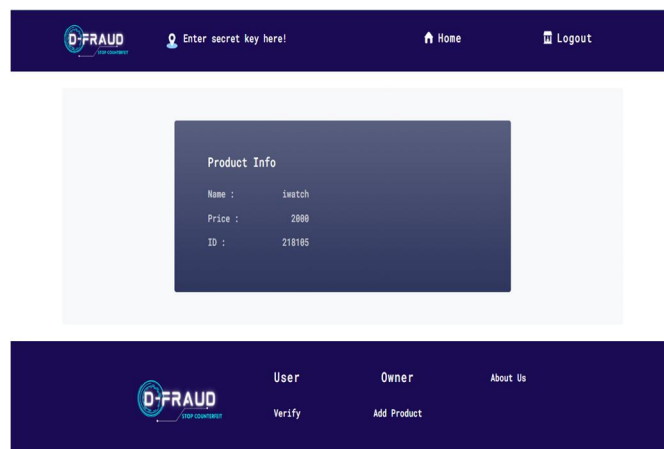 D-FRAUD
STOP COUNTERFEIT
Enter secret key here!
Home
Logout
Product Info
Name : iwatch
Price : 2000
ID : 218105
D-FRAUD
STOP COUNTERFEIT
User Owner About Us
Verify Add Product